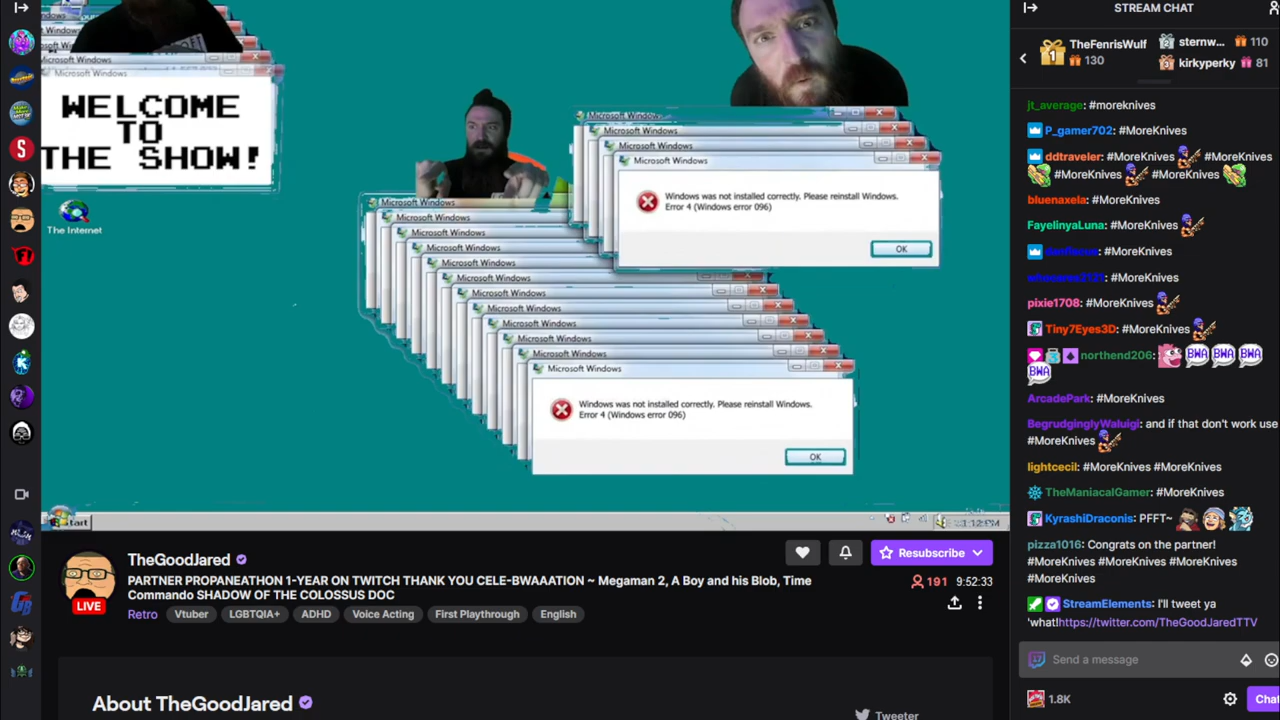 Windows
Microsoft Windows
Microsoft Windows
WELCOME
TO
THE SHOW!
The Internet
Microsoft Windows
Microsoft Windows
Microsoft Windows
Microsoft Windows
Windows was not installed correctly. Please reinstall Windows.
Error 4 (Windows error 096)
OK
Microsoft Windows
Microsoft Windows
Microsoft Windows
Microsoft Windows
Microsoft Windows
Microsoft Windows
Microsoft Windows
Microsoft Windows
Microsoft Windows
Microsoft Windows
Microsoft Windows
Microsoft Windows
Windows was not installed correctly. Please reinstall Windows.
Error 4 (Windows error 096)
OK
TheGoodJared
PARTNER PROPANEATHON 1-YEAR ON TWITCH THANK YOU CELE-BWAAATION ~ Megaman 2, A Boy and his Blob, Time
Commando SHADOW OF THE COLOSSUS DOC
LIVE
Retro Vtuber LGBTQIA+ ADHD Voice Acting First Playthrough English
Resubscribe
191 9:52:33
About TheGoodJared
Tweeter
STREAM CHAT
1 TheFenrisWulf 130
110
kirkyperky 81
jt_average: #moreknives
P_gamer702: #MoreKnives
ddtraveler: #MoreKnives #MoreKnives
#MoreKnives #MoreKnives
bluenaxela: #MoreKnives
FayelinyaLuna: #MoreKnives
#MoreKnives
#MoreKnives
pixie1708: #MoreKnives
Tiny7Eyes3D: #MoreKnives
northend206: BWA BWA BWA
BWA
ArcadePark: #MoreKnives
BegrudginglyWaluigi: and if that don't work use
#MoreKnives
lightcecil: #MoreKnives #MoreKnives
TheManiacalGamer: #MoreKnives
KyrashiDraconis: PFFT~
pizza1016: Congrats on the partner!
#MoreKnives #MoreKnives #MoreKnives
#MoreKnives
StreamElements: I'll tweet ya
'what!https://twitter.com/TheGoodJaredTTV
Send a message
1.8K